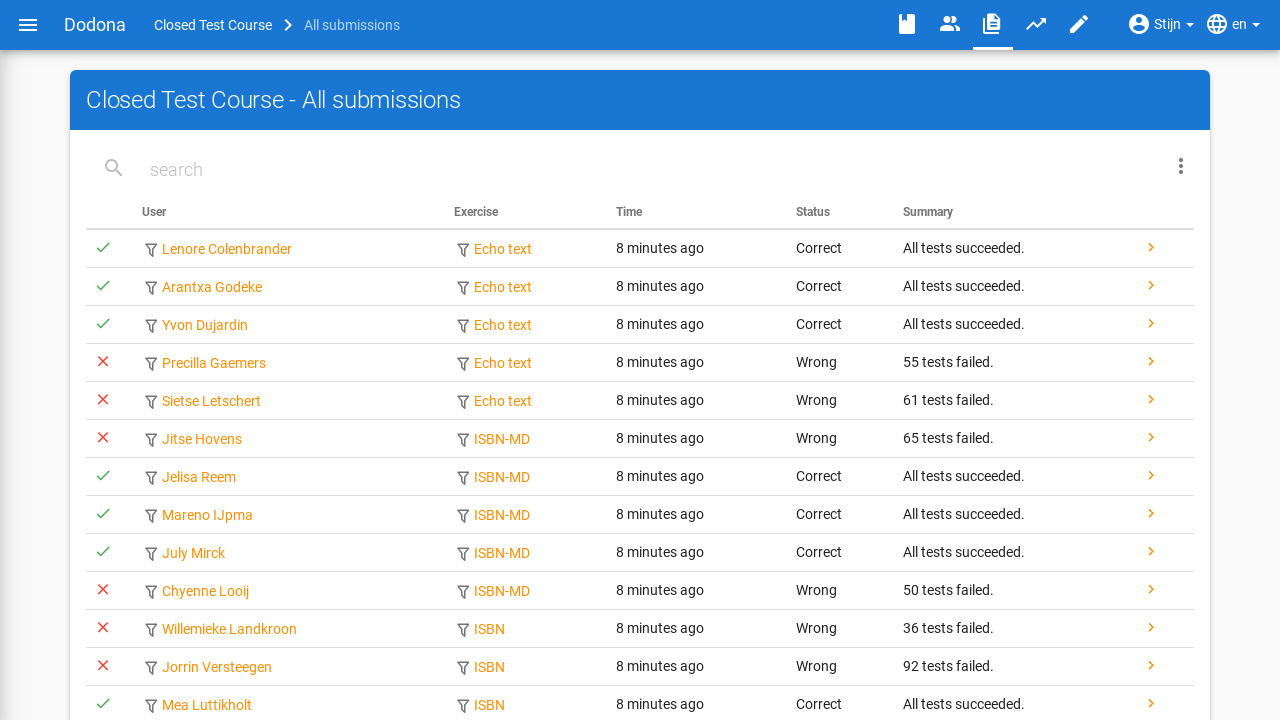 Dodona Closed Test Course All submissions Stijn en
Closed Test Course - All submissions
search
User Exercise Time Status Summary
Lenore Colenbrander Echo text 8 minutes ago Correct All tests succeeded.
Arantxa Godeke Echo text 8 minutes ago Correct All tests succeeded.
Yvon Dujardin Echo text 8 minutes ago Correct All tests succeeded.
Precilla Gaemers Echo text 8 minutes ago Wrong 55 tests failed.
Sietse Letschert Echo text 8 minutes ago Wrong 61 tests failed.
Jitse Hovens ISBN-MD 8 minutes ago Wrong 65 tests failed.
Jelisa Reem ISBN-MD 8 minutes ago Correct All tests succeeded.
Mareno IJpma ISBN-MD 8 minutes ago Correct All tests succeeded.
July Mirck ISBN-MD 8 minutes ago Correct All tests succeeded.
Chyenne Looij ISBN-MD 8 minutes ago Wrong 50 tests failed.
Willemieke Landkroon ISBN 8 minutes ago Wrong 36 tests failed.
Jorrin Versteegen ISBN 8 minutes ago Wrong 92 tests failed.
Mea Luttikholt ISBN 8 minutes ago Correct All tests succeeded.